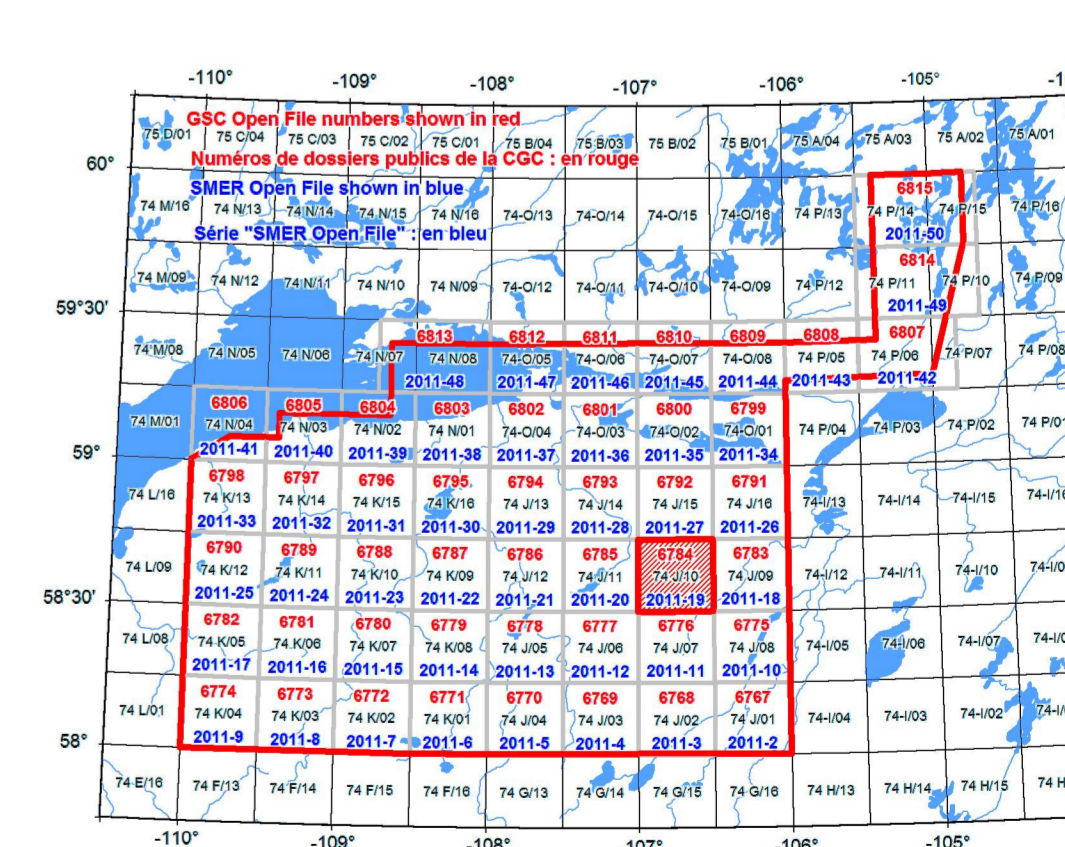 -110° -109° -108° -107° -106° -105°
GSC Open File numbers shown in red
75 D/01 75 C/04 75 C/03 75 C/02 75 C/01 75 B/04 75 B/03 75 B/02 75 B/01 75 A/04 75 A/03 75 A/02 75 A/01
Numéros de dossiers publics de la CGC : en rouge
60°
SMER Open File shown in blue
6815
74 M/16 74 N/13 74 N/14 74 N/15 74 N/16 74-O/13 74-O/14 74-O/15 74-O/16 74 P/13 74 P/14 74 P/15 74 P/16
Série "SMER Open File" : en bleu
2011-50
6814
74 M/09 74 N/12 74 N/11 74 N/10 74 N/09 74-O/12 74-O/11 74-O/10 74-O/09 74 P/12 74 P/11 74 P/10 74 P/09
59°30'
2011-49
6813 6812 6811 6810 6809 6808 6807
74 M/08 74 N/05 74 N/06 74 N/07 74 N/08 74-O/05 74-O/06 74-O/07 74-O/08 74 P/05 74 P/06 74 P/07 74 P/08
2011-48 2011-47 2011-46 2011-45 2011-44 2011-43 2011-42
6806 6805 6804 6803 6802 6801 6800 6799
74 M/01 74 N/04 74 N/03 74 N/02 74 N/01 74-O/04 74-O/03 74-O/02 74-O/01 74 P/04 74 P/03 74 P/02 74 P/01
59°
2011-41 2011-40 2011-39 2011-38 2011-37 2011-36 2011-35 2011-34
6798 6797 6796 6795 6794 6793 6792 6791
74 L/16 74 K/13 74 K/14 74 K/15 74 K/16 74 J/13 74 J/14 74 J/15 74 J/16 74-I/13 74-I/14 74-I/15 74-I/16
2011-33 2011-32 2011-31 2011-30 2011-29 2011-28 2011-27 2011-26
6790 6789 6788 6787 6786 6785 6784 6783
74 L/09 74 K/12 74 K/11 74 K/10 74 K/09 74 J/12 74 J/11 74 J/10 74 J/09 74-I/12 74-I/11 74-I/10
58°30'
2011-25 2011-24 2011-23 2011-22 2011-21 2011-20 2011-19 2011-18
6782 6781 6780 6779 6778 6777 6776 6775
74 L/08 74 K/05 74 K/06 74 K/07 74 K/08 74 J/05 74 J/06 74 J/07 74 J/08 74-I/05 74-I/06 74-I/07
2011-17 2011-16 2011-15 2011-14 2011-13 2011-12 2011-11 2011-10
6774 6773 6772 6771 6770 6769 6768 6767
74 L/01 74 K/04 74 K/03 74 K/02 74 K/01 74 J/04 74 J/03 74 J/02 74 J/01 74-I/04 74-I/03 74-I/02
58°
2011-9 2011-8 2011-7 2011-6 2011-5 2011-4 2011-3 2011-2
74 E/16 74 F/13 74 F/14 74 F/15 74 F/16 74 G/13 74 G/14 74 G/15 74 G/16 74 H/13 74 H/14 74 H/15
-110° -109° -108° -107° -106° -105°